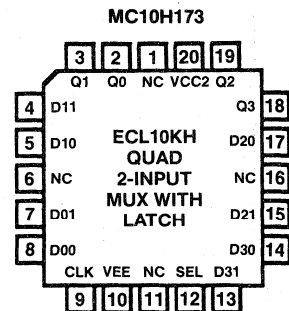 MC10H173
3 2 1 20 19
Q1 Q0 NC VCC2 Q2
4 D11 Q3 18
5 D10 ECL10KH D20 17
QUAD
6 NC 2-INPUT NC 16
MUX WITH
7 D01 LATCH D21 15
8 D00 D30 14
CLK VEE NC SEL D31
9 10 11 12 13